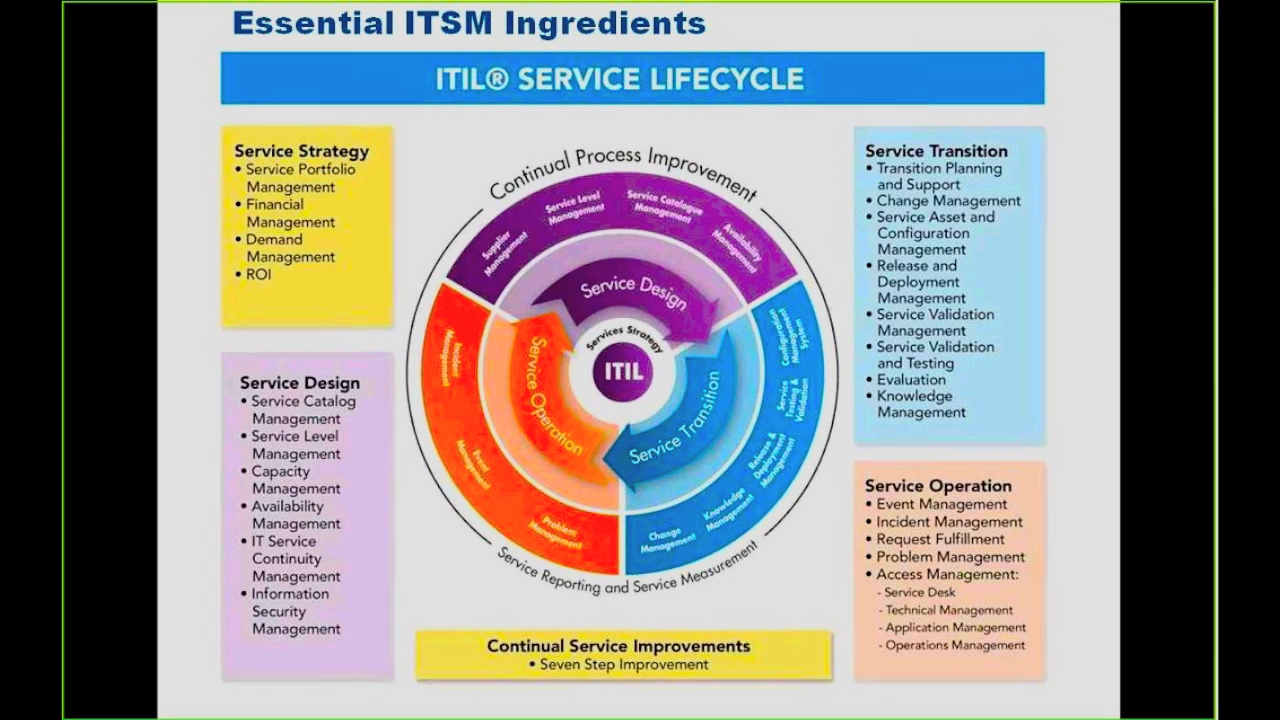 Essential ITSM Ingredients
ITIL® SERVICE LIFECYCLE
Service Strategy
• Service Portfolio
Management
• Financial
Management
• Demand
Management
• ROI
Service Design
• Service Catalog
Management
• Service Level
Management
• Capacity
Management
• Availability
Management
• IT Service
Continuity
Management
• Information
Security
Management
Continual Process Improvement
Supplier
Management
Service Level
Management
Service Catalogue
Management
Availability
Management
Service Design
Services Strategy
ITIL
Service Operation
Service Transition
Incident
Management
Event
Management
Problem
Management
Configuration
Management
System
Service
Testing &
Validation
Release &
Deployment
Management
Knowledge
Management
Change
Management
Service Reporting and Service Measurement
Continual Service Improvements
• Seven Step Improvement
Service Transition
• Transition Planning
and Support
• Change Management
• Service Asset and
Configuration
Management
• Release and
Deployment
Management
• Service Validation
Management
• Service Validation
and Testing
• Evaluation
• Knowledge
Management
Service Operation
• Event Management
• Incident Management
• Request Fulfillment
• Problem Management
• Access Management:
- Service Desk
- Technical Management
- Application Management
- Operations Management